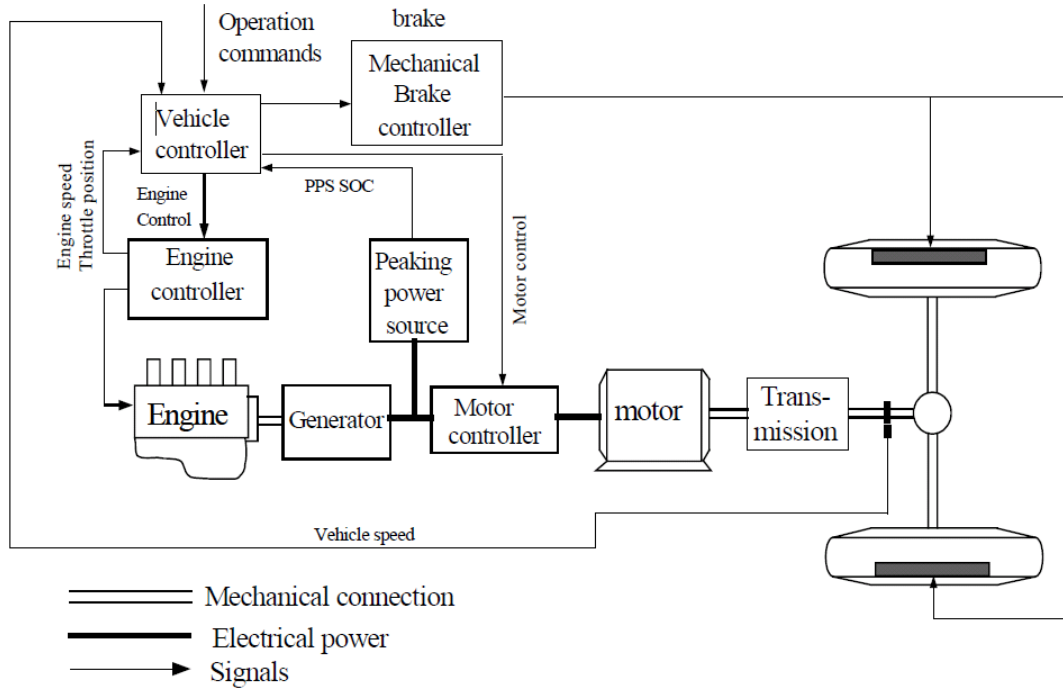 Operation
commands
brake
Mechanical
Brake
controller
Vehicle
controller
Engine speed
Throttle position
Engine
Control
PPS SOC
Motor control
Engine
controller
Peaking
power
source
Engine
Generator
Motor
controller
motor
Trans-
mission
Vehicle speed
Mechanical connection
Electrical power
Signals